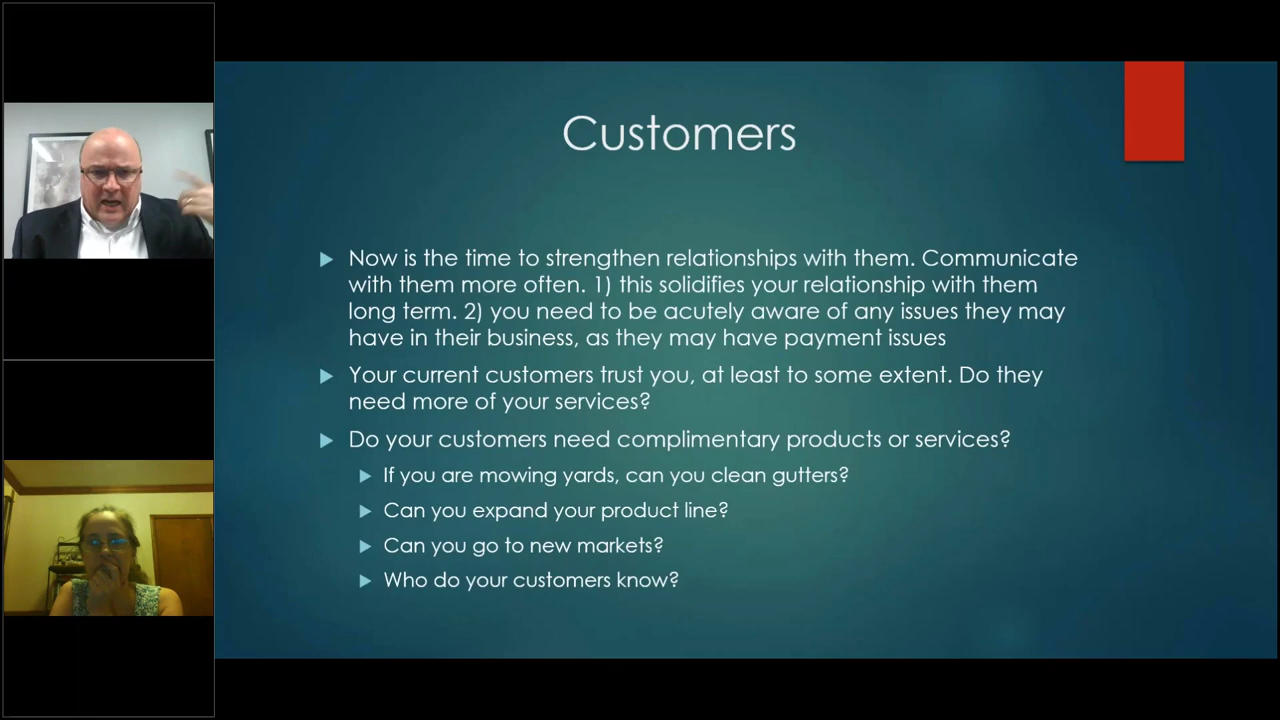 Customers
Now is the time to strengthen relationships with them. Communicate
with them more often. 1) this solidifies your relationship with them
long term. 2) you need to be acutely aware of any issues they may
have in their business, as they may have payment issues
Your current customers trust you, at least to some extent. Do they
need more of your services?
Do your customers need complimentary products or services?
If you are mowing yards, can you clean gutters?
Can you expand your product line?
Can you go to new markets?
Who do your customers know?